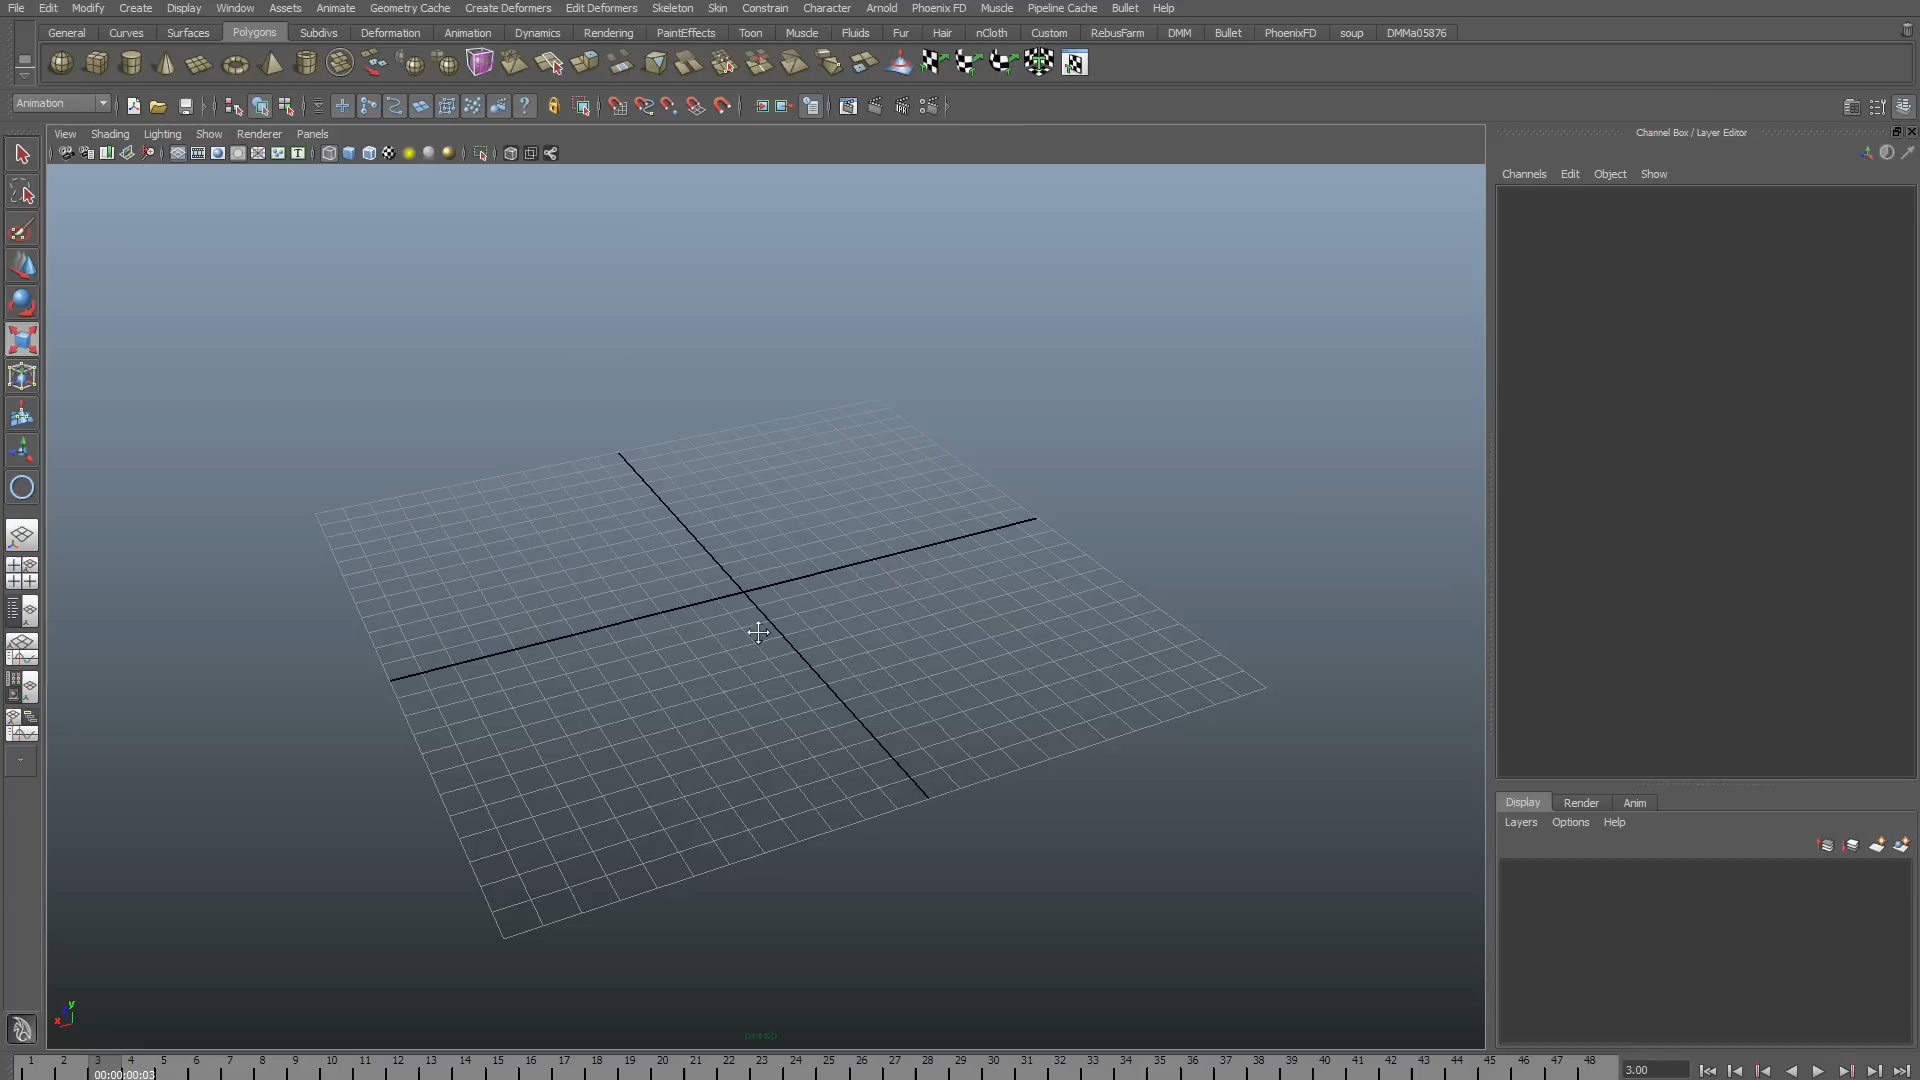 File Edit Modify Create Display Window Assets Animate Geometry Cache Create Deformers Edit Deformers Skeleton Skin Constrain Character Arnold Phoenix FD Muscle Pipeline Cache Bullet Help
General Curves Surfaces Polygons Subdivs Deformation Animation Dynamics Rendering PaintEffects Toon Muscle Fluids Fur Hair nCloth Custom RebusFarm DMM Bullet PhoenixFD soup DMMa05876
Animation
View Shading Lighting Show Renderer Panels
Channel Box / Layer Editor
Channels Edit Object Show
Display Render Anim
Layers Options Help
y
x
persp
1 2 3 4 5 6 7 8 9 10 11 12 13 14 15 16 17 18 19 20 21 22 23 24 25 26 27 28 29 30 31 32 33 34 35 36 37 38 39 40 41 42 43 44 45 46 47 48
00:00:00:03
3.00